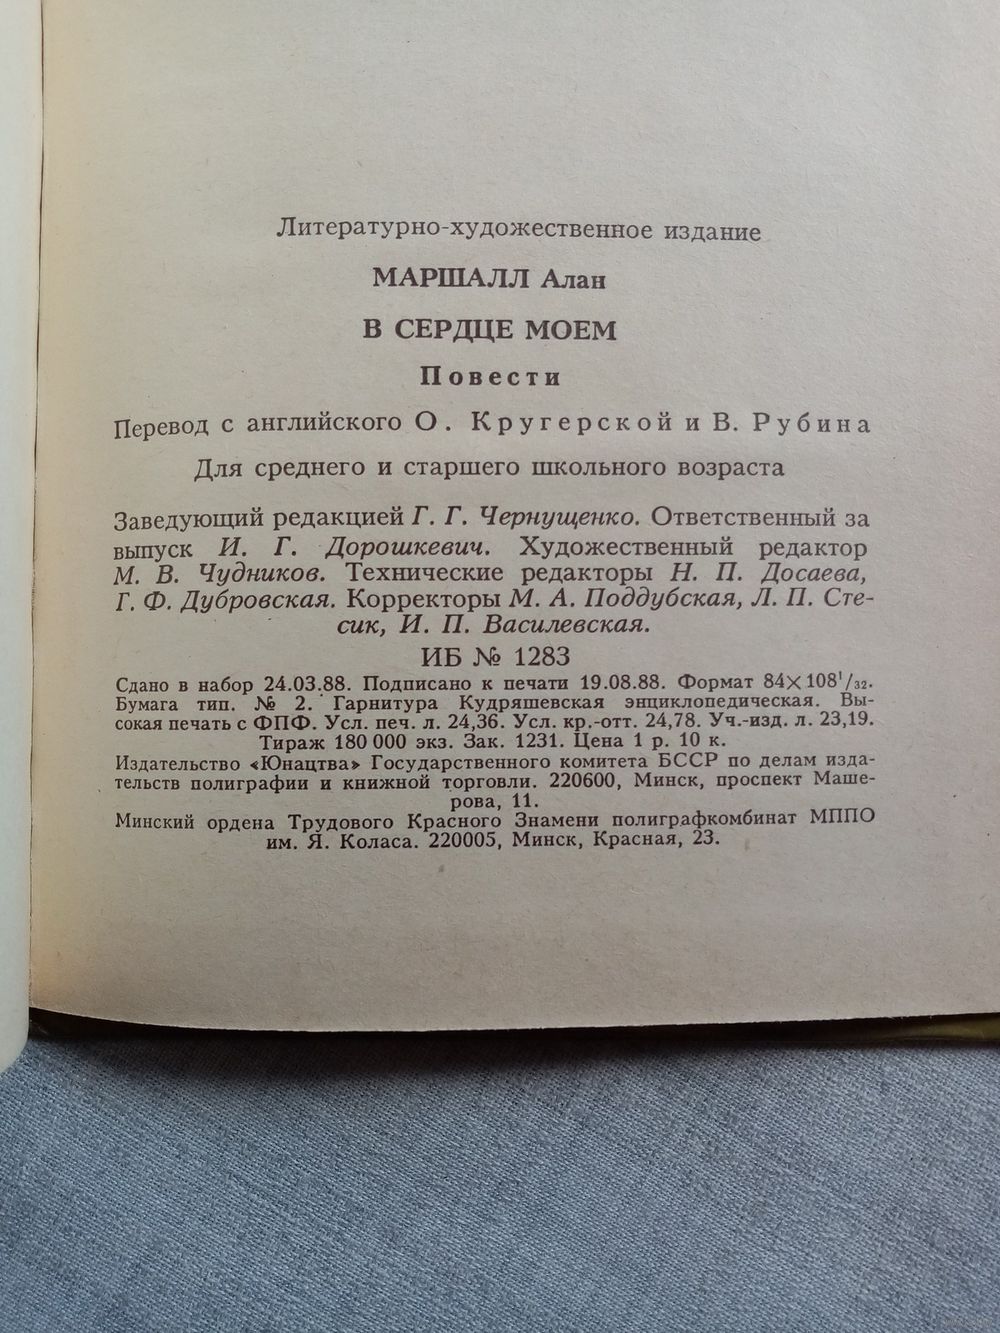 Литературно-художественное издание
МАРШАЛЛ Алан
В СЕРДЦЕ МОЕМ
Повести
Перевод с английского О. Кругерской и В. Рубина
Для среднего и старшего школьного возраста
Заведующий редакцией Г. Г. Чернущенко. Ответственный за
выпуск И. Г. Дорошкевич. Художественный редактор
М. В. Чудников. Технические редакторы Н. П. Досаева,
Г. Ф. Дубровская. Корректоры М. А. Поддубская, Л. П. Сте-
сик, И. П. Василевская.
ИБ № 1283
Сдано в набор 24.03.88. Подписано к печати 19.08.88. Формат 84×108¹/₃₂.
Бумага тип. № 2. Гарнитура Кудряшевская энциклопедическая. Вы-
сокая печать с ФПФ. Усл. печ. л. 24,36. Усл. кр.-отт. 24,78. Уч.-изд. л. 23,19.
Тираж 180 000 экз. Зак. 1231. Цена 1 р. 10 к.
Издательство «Юнацтва» Государственного комитета БССР по делам изда-
тельств полиграфии и книжной торговли. 220600, Минск, проспект Маше-
рова, 11.
Минский ордена Трудового Красного Знамени полиграфкомбинат МППО
им. Я. Коласа. 220005, Минск, Красная, 23.